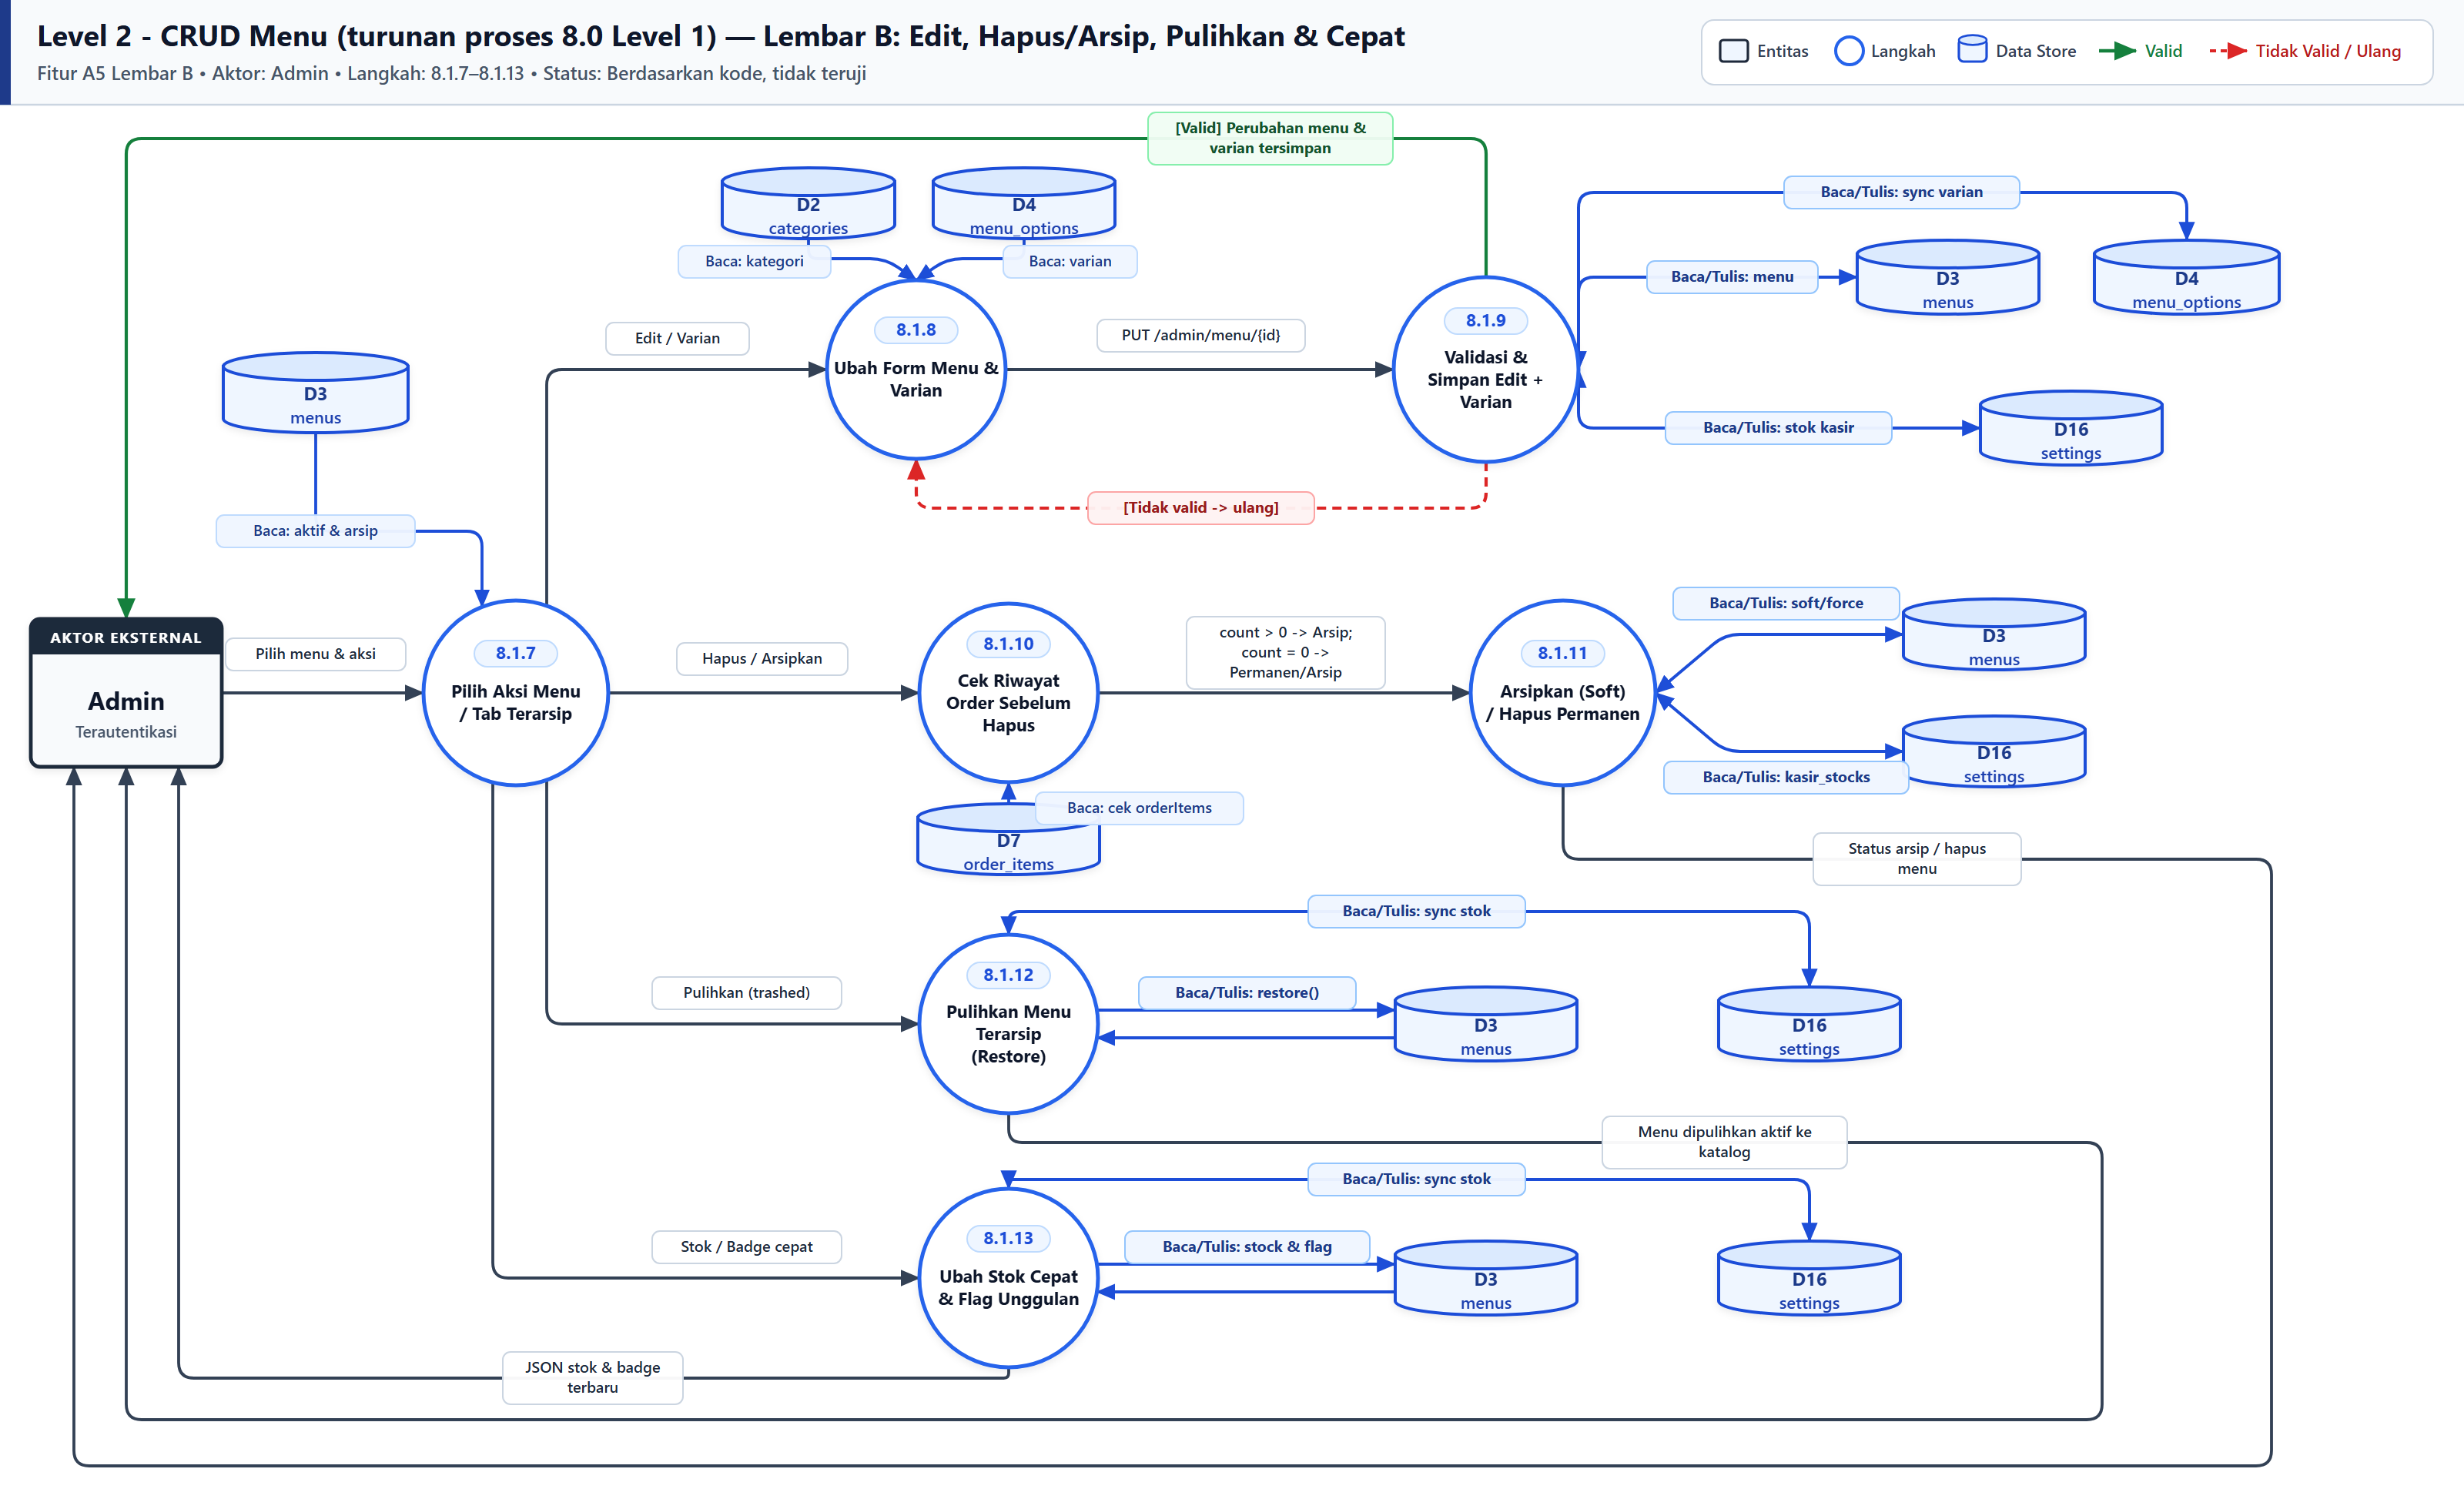 Level 2 - CRUD Menu (turunan proses 8.0 Level 1) — Lembar B: Edit, Hapus/Arsip, Pulihkan & Cepat
Fitur A5 Lembar B • Aktor: Admin • Langkah: 8.1.7–8.1.13 • Status: Berdasarkan kode, tidak teruji
Entitas
Langkah
Data Store
Valid
Tidak Valid / Ulang
[Valid] Perubahan menu &
varian tersimpan
D2
categories
D4
menu_options
Baca: kategori
Baca: varian
Baca/Tulis: sync varian
Baca/Tulis: menu
D3
menus
D4
menu_options
Edit / Varian
8.1.8
Ubah Form Menu &
Varian
PUT /admin/menu/{id}
8.1.9
Validasi &
Simpan Edit +
Varian
D3
menus
Baca/Tulis: stok kasir
D16
settings
[Tidak valid -> ulang]
Baca: aktif & arsip
AKTOR EKSTERNAL
Admin
Terautentikasi
Pilih menu & aksi
8.1.7
Pilih Aksi Menu
/ Tab Terarsip
Hapus / Arsipkan
8.1.10
Cek Riwayat
Order Sebelum
Hapus
count > 0 -> Arsip;
count = 0 ->
Permanen/Arsip
8.1.11
Arsipkan (Soft)
/ Hapus Permanen
Baca/Tulis: soft/force
D3
menus
D16
settings
Baca/Tulis: kasir_stocks
Baca: cek orderItems
D7
order_items
Status arsip / hapus
menu
Baca/Tulis: sync stok
Pulihkan (trashed)
8.1.12
Pulihkan Menu
Terarsip
(Restore)
Baca/Tulis: restore()
D3
menus
D16
settings
Menu dipulihkan aktif ke
katalog
Baca/Tulis: sync stok
Stok / Badge cepat
8.1.13
Ubah Stok Cepat
& Flag Unggulan
Baca/Tulis: stock & flag
D3
menus
D16
settings
JSON stok & badge
terbaru